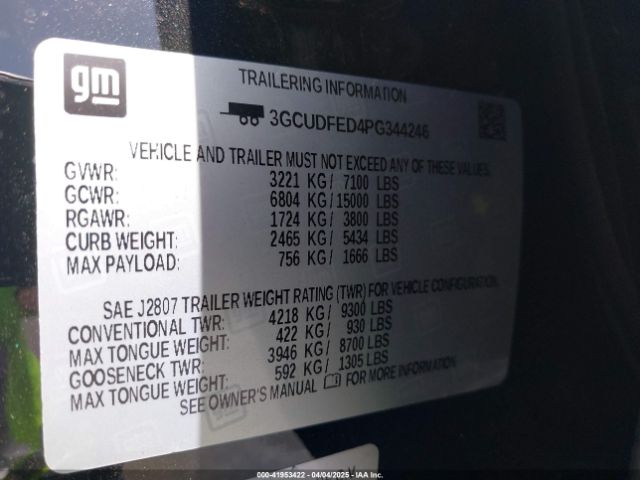 gm
TRAILERING INFORMATION
3GCUDFED4PG344246
VEHICLE AND TRAILER MUST NOT EXCEED ANY OF THESE VALUES.
GVWR: 3221 KG/ 7100 LBS
GCWR: 6804 KG/ 15000 LBS
RGAWR: 1724 KG/ 3800 LBS
CURB WEIGHT: 2465 KG/ 5434 LBS
MAX PAYLOAD: 756 KG/ 1666 LBS
SAE J2807 TRAILER WEIGHT RATING (TWR) FOR VEHICLE CONFIGURATION.
CONVENTIONAL TWR: 4218 KG/ 9300 LBS
MAX TONGUE WEIGHT: 422 KG/ 930 LBS
GOOSENECK TWR: 3946 KG/ 8700 LBS
MAX TONGUE WEIGHT: 592 KG/ 1305 LBS
SEE OWNER'S MANUAL FOR MORE INFORMATION
000-41953422 - 04/04/2025 - IAA, Inc.